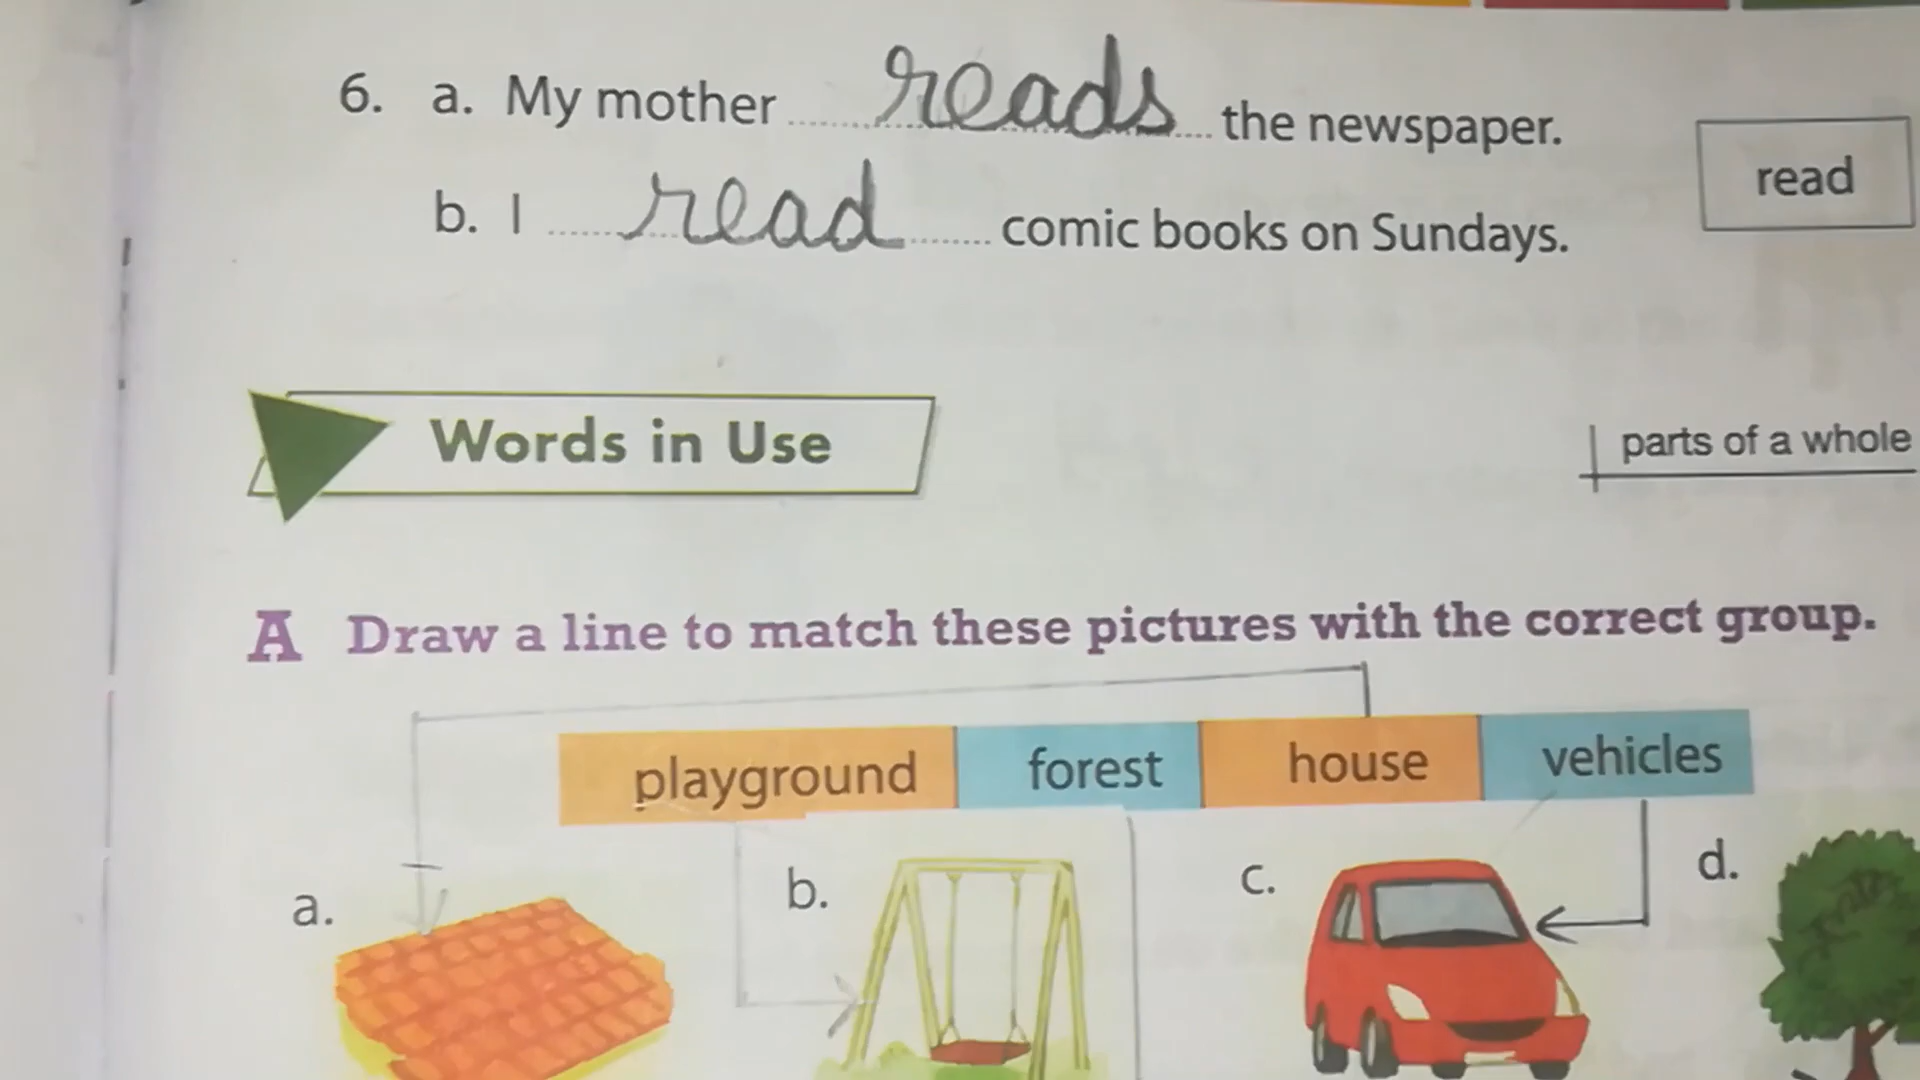 6. a. My mother reads the newspaper.
read
b. I read comic books on Sundays.
Words in Use
parts of a whole
A Draw a line to match these pictures with the correct group.
playground forest house vehicles
a. b. c. d.